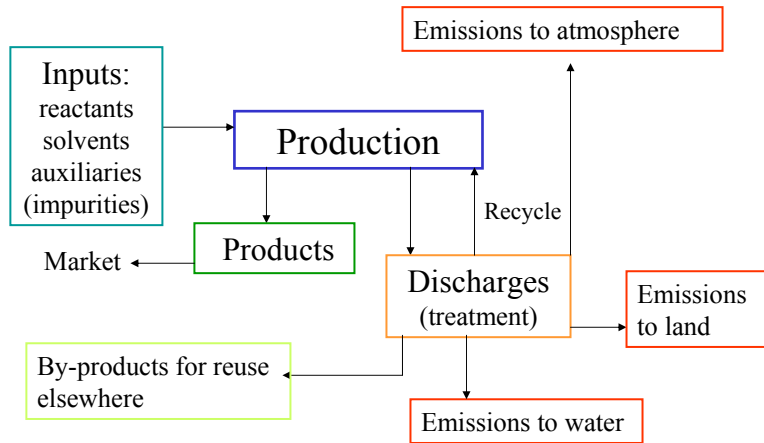 Emissions to atmosphere
Inputs:
reactants
solvents
auxiliaries
(impurities)
Production
Recycle
Products
Market
Discharges
(treatment)
Emissions
to land
By-products for reuse
elsewhere
Emissions to water